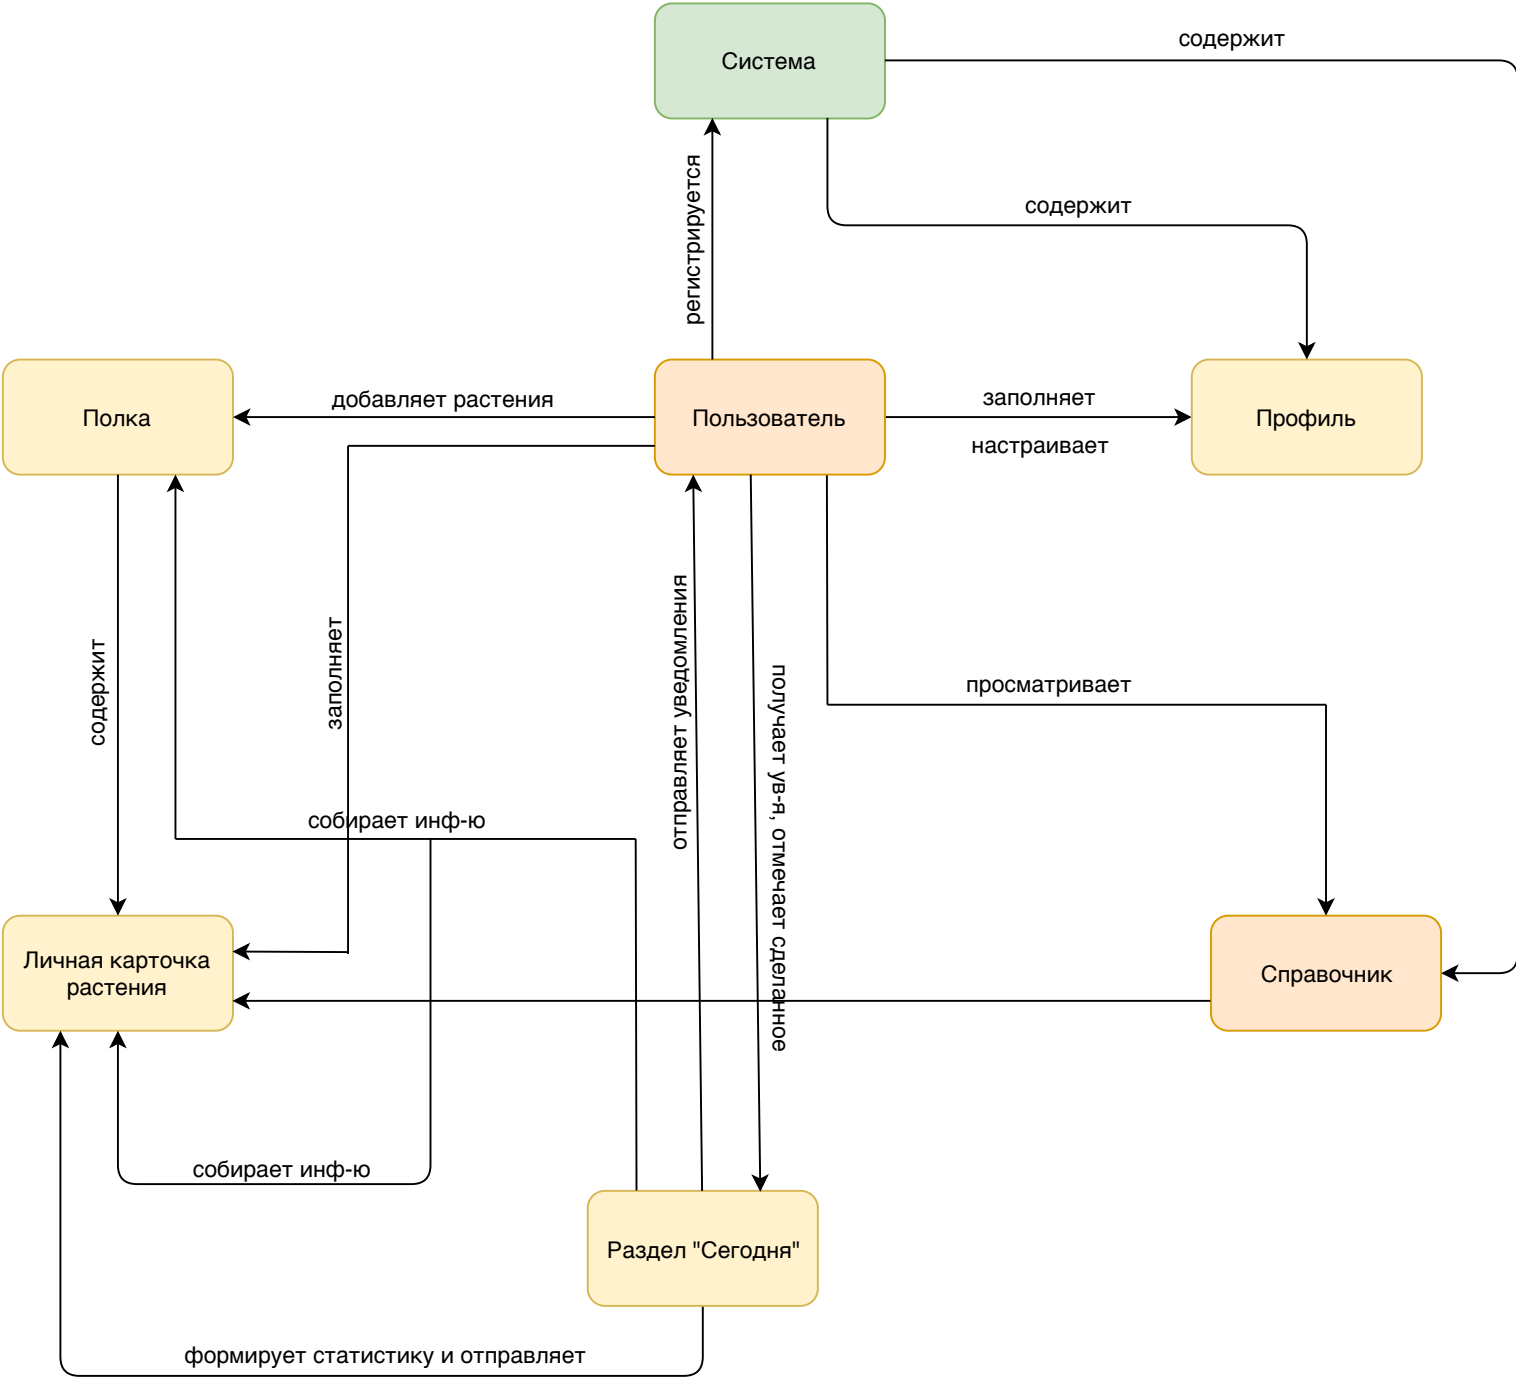 содержит
Система
регистрируется
содержит
Полка
добавляет растения
Пользователь
заполняет
настраивает
Профиль
содержит
заполняет
отправляет уведомления
получает ув-я, отмечает сделанное
просматривает
собирает инф-ю
Личная карточка
растения
Справочник
собирает инф-ю
Раздел "Сегодня"
формирует статистику и отправляет